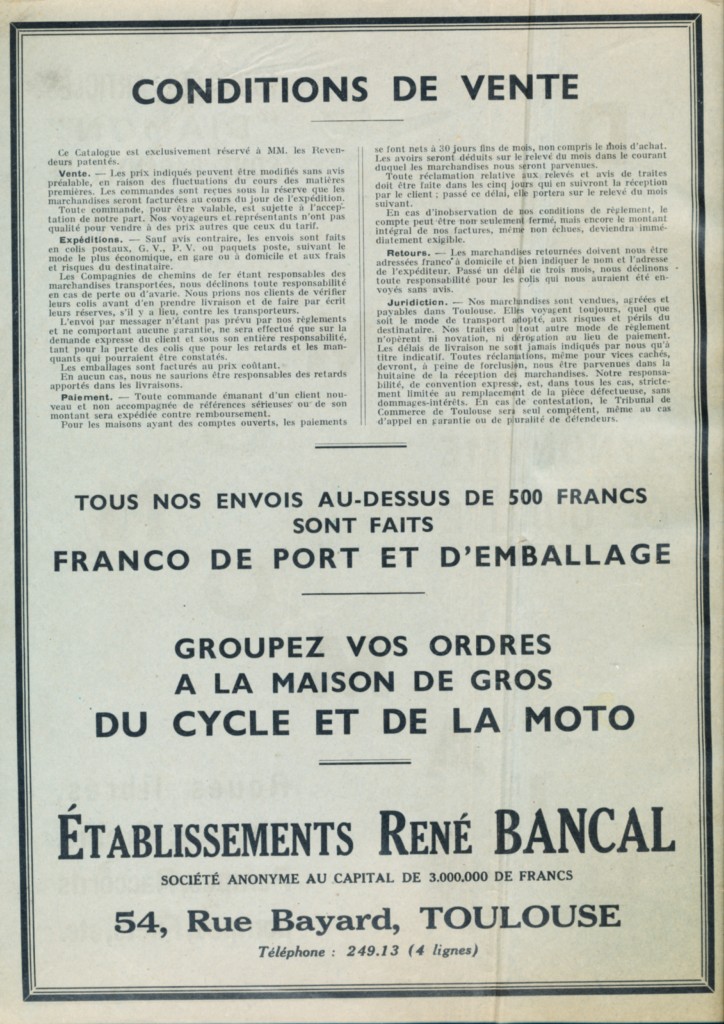 CONDITIONS DE VENTE
Ce Catalogue est exclusivement réservé à MM. les Reven-
deurs patentés.
Vente. — Les prix indiqués peuvent être modifiés sans avis
préalable, en raison des fluctuations du cours des matières
premières. Les commandes sont reçues sous la réserve que les
marchandises seront facturées au cours du jour de l'expédition.
Toute commande, pour être valable, est sujette à l'accep-
tation de notre part. Nos voyageurs et représentants n'ont pas
qualité pour vendre à des prix autres que ceux du tarif.
Expéditions. — Sauf avis contraire, les envois sont faits
en colis postaux, G. V., P. V. ou paquets poste, suivant le
mode le plus économique, en gare ou à domicile et aux frais
et risques du destinataire.
Les Compagnies de chemins de fer étant responsables des
marchandises transportées, nous déclinons toute responsabilité
en cas de perte ou d'avarie. Nous prions nos clients de vérifier
leurs colis avant d'en prendre livraison et de faire par écrit
leurs réserves, s'il y a lieu, contre les transporteurs.
L'envoi par messager n'étant pas prévu par nos règlements
et ne comportant aucune garantie, ne sera effectué que sur la
demande expresse du client et sous son entière responsabilité,
tant pour la perte des colis que pour les retards et les man-
quants qui pourraient être constatés.
Les emballages sont facturés au prix coûtant.
En aucun cas, nous ne saurions être responsables des retards
apportés dans les livraisons.
Paiement. — Toute commande émanant d'un client nou-
veau et non accompagnée de références sérieuses ou de son
montant sera expédiée contre remboursement.
Pour les maisons ayant des comptes ouverts, les paiements
se font nets à 30 jours fins de mois, non compris le mois d'achat.
Les avoirs seront déduits sur le relevé du mois dans le courant
duquel les marchandises nous seront parvenues.
Toute réclamation relative aux relevés et avis de traites
doit être faite dans les cinq jours qui en suivront la réception
par le client ; passé ce délai, elle portera sur le relevé du mois
suivant.
En cas d'inobservation de nos conditions de règlement, le
compte peut être non seulement fermé, mais encore le montant
intégral de nos factures, même non échues, deviendra immé-
diatement exigible.
Retours. — Les marchandises retournées doivent nous être
adressées franco à domicile et bien indiquer le nom et l'adresse
de l'expéditeur. Passé un délai de trois mois, nous déclinons
toute responsabilité pour les colis qui nous auraient été en-
voyés sans avis.
Juridiction. — Nos marchandises sont vendues, agréées et
payables dans Toulouse. Elles voyagent toujours, quel que
soit le mode de transport adopté, aux risques et périls du
destinataire. Nos traites ou tout autre mode de règlement
n'opèrent ni novation, ni dérogation au lieu de paiement.
Les délais de livraison ne sont jamais indiqués par nous qu'à
titre indicatif. Toutes réclamations, même pour vices cachés,
devront, à peine de forclusion, nous être parvenues dans la
huitaine de la réception des marchandises. Notre responsa-
bilité, de convention expresse, est, dans tous les cas, stricte-
ment limitée au remplacement de la pièce défectueuse, sans
dommages-intérêts. En cas de contestation, le Tribunal de
Commerce de Toulouse sera seul compétent, même au cas
d'appel en garantie ou de pluralité de défendeurs.
TOUS NOS ENVOIS AU-DESSUS DE 500 FRANCS
SONT FAITS
FRANCO DE PORT ET D'EMBALLAGE
GROUPEZ VOS ORDRES
A LA MAISON DE GROS
DU CYCLE ET DE LA MOTO
ÉTABLISSEMENTS RENÉ BANCAL
SOCIÉTÉ ANONYME AU CAPITAL DE 3.000.000 DE FRANCS
54, Rue Bayard, TOULOUSE
Téléphone : 249.13 (4 lignes)